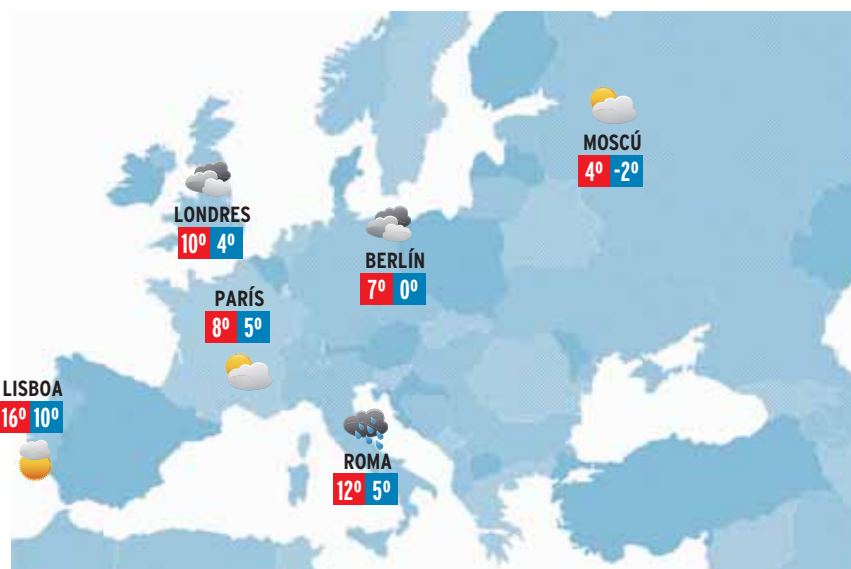 MOSCÚ
4º -2º
LONDRES
10º 4º
BERLÍN
7º 0º
PARÍS
8º 5º
LISBOA
16º 10º
ROMA
12º 5º